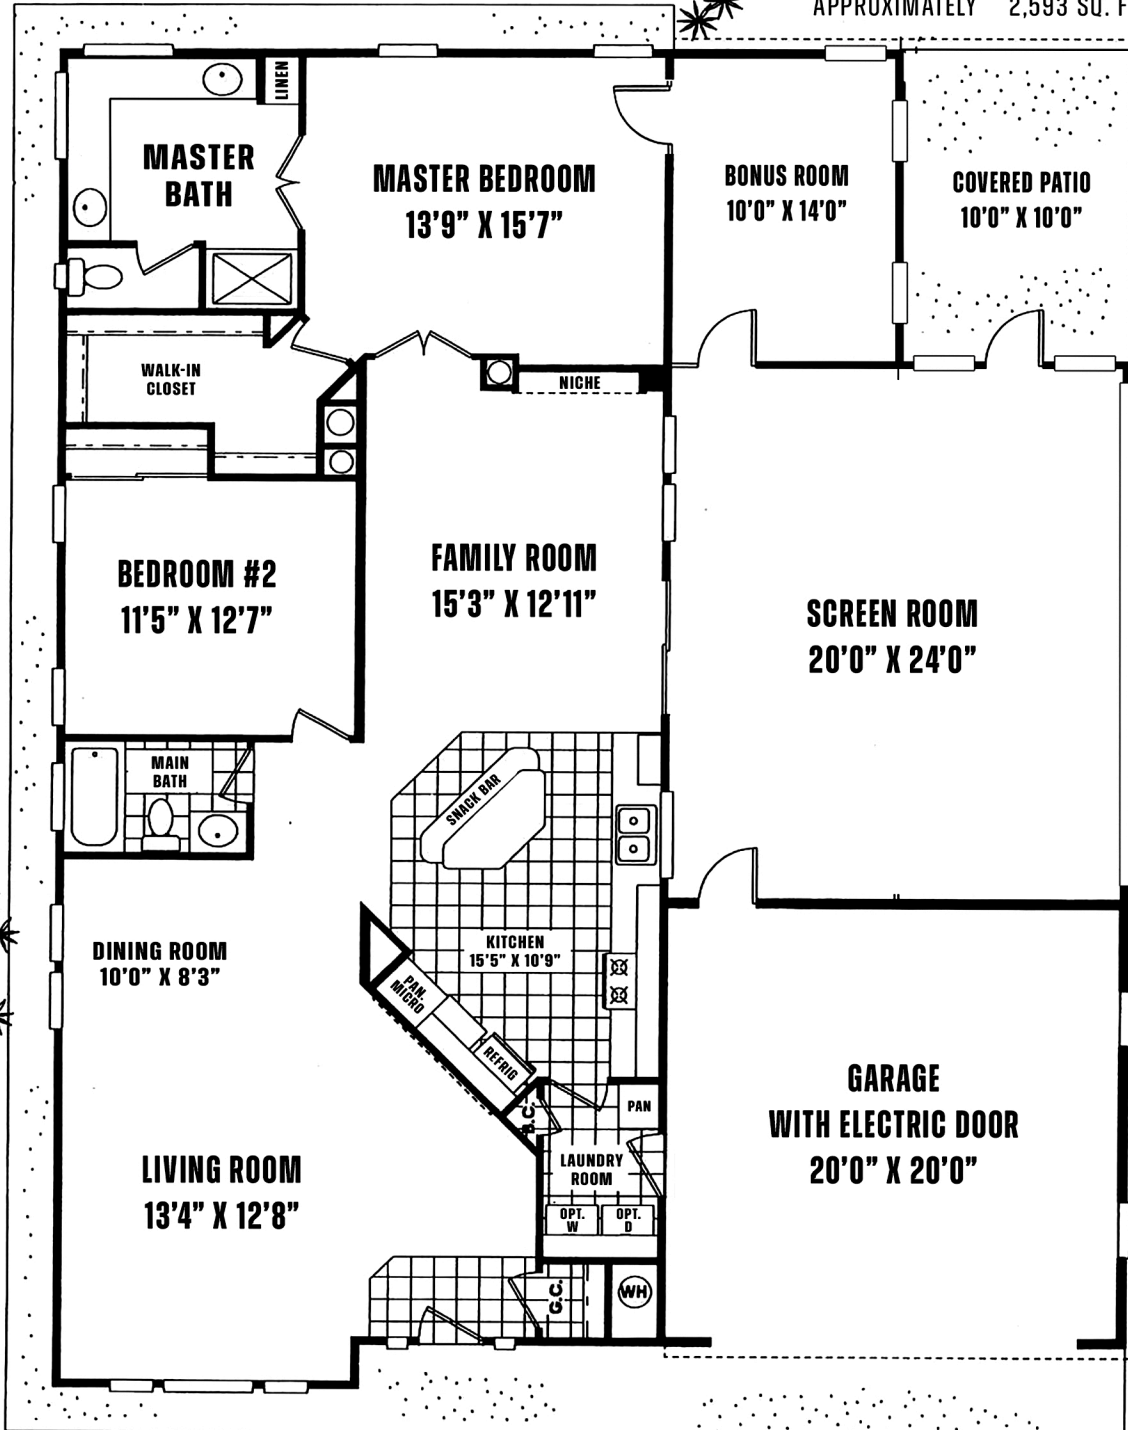 APPROXIMATELY 2,593 SQ. F
LINEN
MASTER
BATH
MASTER BEDROOM
13'9" X 15'7"
BONUS ROOM
10'0" X 14'0"
COVERED PATIO
10'0" X 10'0"
WALK-IN
CLOSET
NICHE
BEDROOM #2
11'5" X 12'7"
FAMILY ROOM
15'3" X 12'11"
SCREEN ROOM
20'0" X 24'0"
MAIN
BATH
SNACK BAR
DINING ROOM
10'0" X 8'3"
KITCHEN
15'5" X 10'9"
PAN.
MICRO
REFRIG
B.C.
PAN
LAUNDRY
ROOM
OPT.
W
OPT.
D
GARAGE
WITH ELECTRIC DOOR
20'0" X 20'0"
LIVING ROOM
13'4" X 12'8"
G.C.
WH